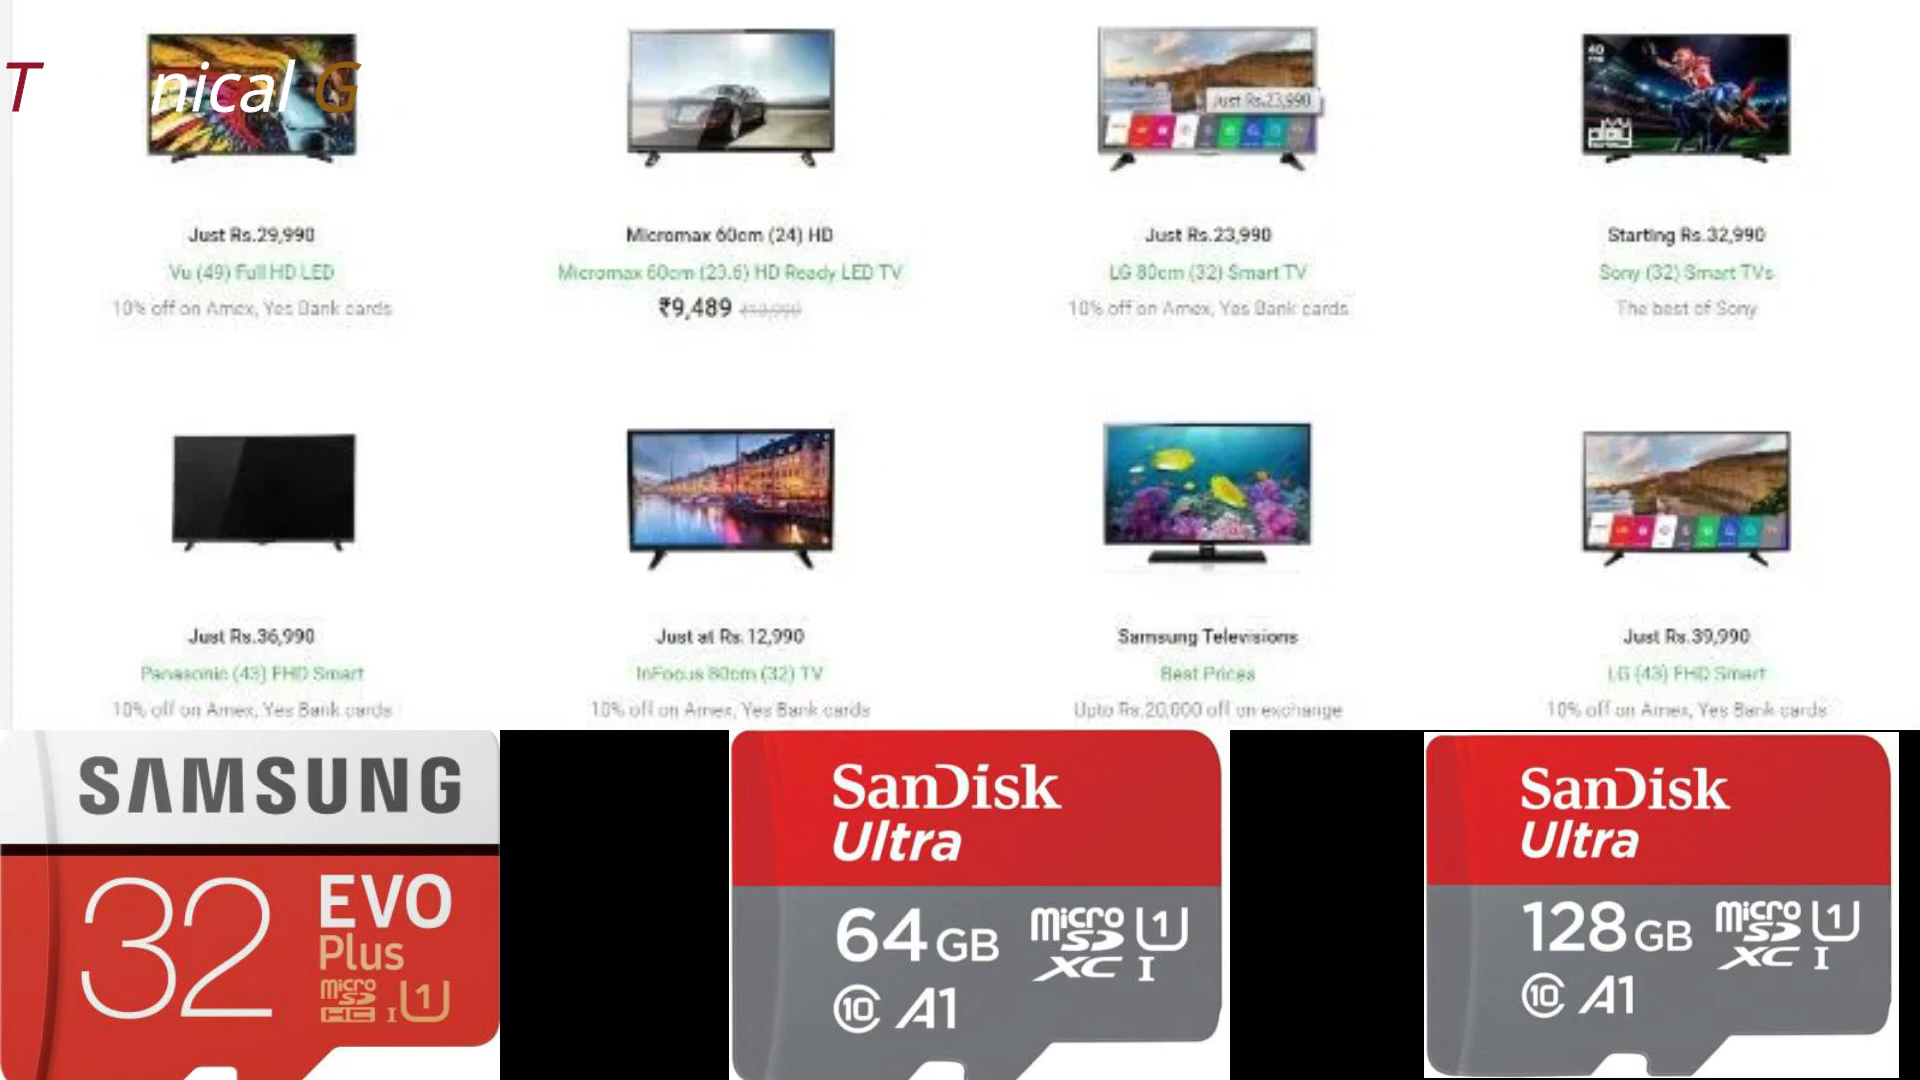 T nical G
Just Rs.23,990
40
Just Rs.29,990
Vu (49) Full HD LED
10% off on Amex, Yes Bank cards
Micromax 60cm (24) HD
Micromax 60cm (23.6) HD Ready LED TV
₹9,489
Just Rs.23,990
LG 80cm (32) Smart TV
10% off on Amex, Yes Bank cards
Starting Rs.32,990
Sony (32) Smart TVs
The best of Sony
Just Rs.36,990
Panasonic (43) FHD Smart
10% off on Amex, Yes Bank cards
Just at Rs. 12,990
InFocus 80cm (32) TV
10% off on Amex, Yes Bank cards
Samsung Televisions
Best Prices
Upto Rs.20,000 off on exchange
Just Rs.39,990
LG (43) FHD Smart
10% off on Amex, Yes Bank cards
SAMSUNG
32 EVO
Plus
micro SD HC I U1
SanDisk
Ultra
64 GB micro SD XC I U1
10 A1
SanDisk
Ultra
128 GB micro SD XC I U1
10 A1